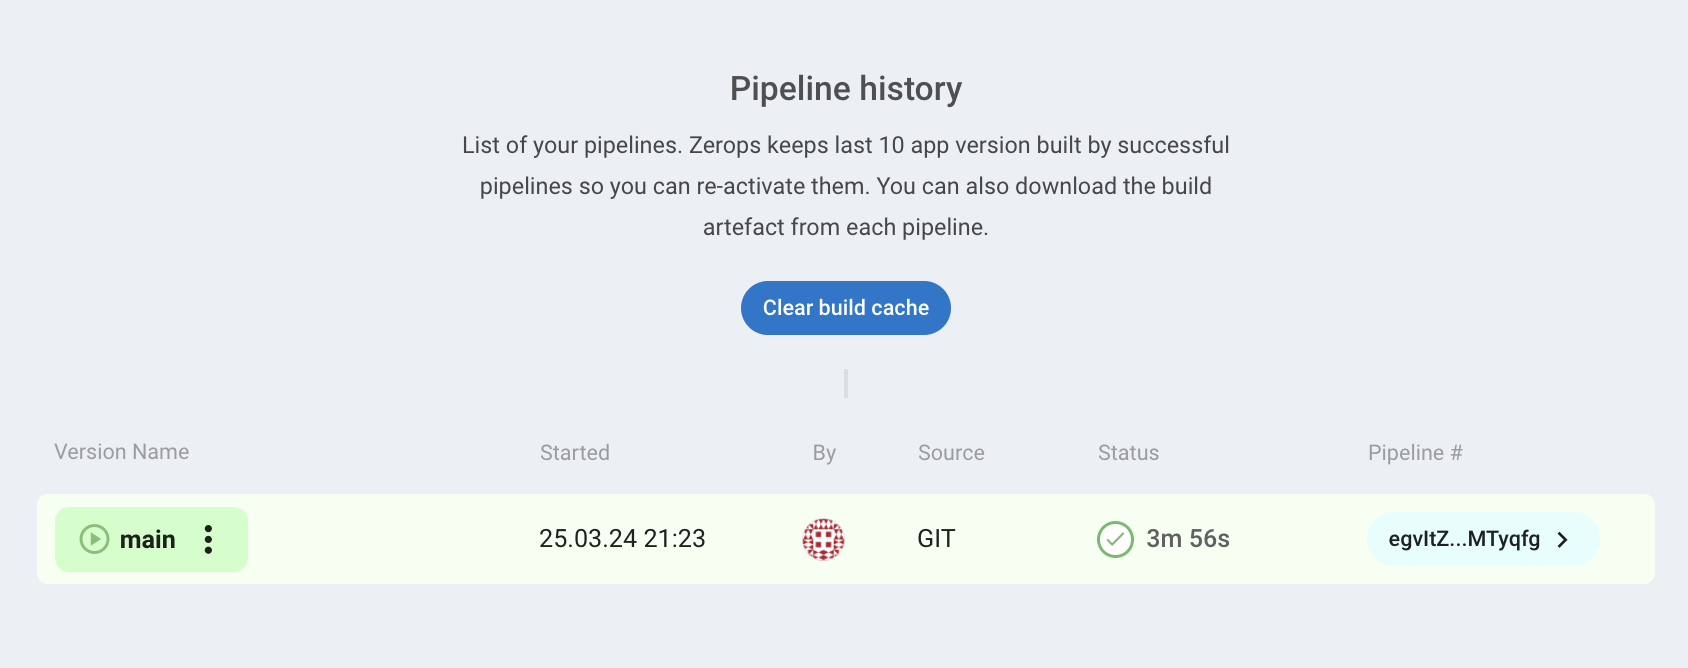 Pipeline history
List of your pipelines. Zerops keeps last 10 app version built by successful
pipelines so you can re-activate them. You can also download the build
artefact from each pipeline.
Clear build cache
Version Name Started By Source Status Pipeline #
main 25.03.24 21:23 GIT 3m 56s egvItZ...MTyqfg